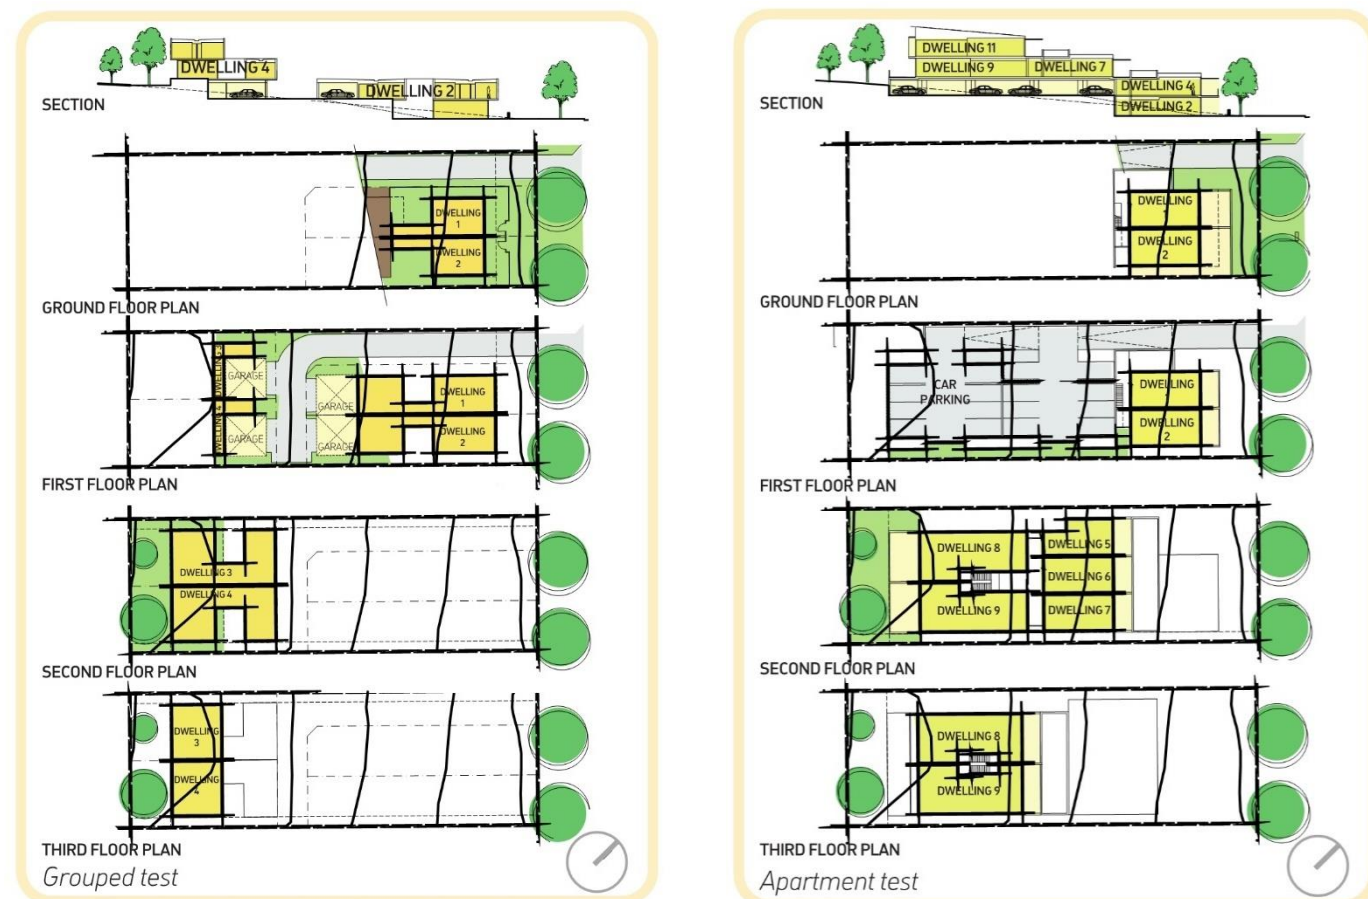 DWELLING 4
DWELLING 2
SECTION
DWELLING
1
DWELLING
2
GROUND FLOOR PLAN
DWELLING 3
GARAGE
GARAGE
DWELLING
1
DWELLING 4
GARAGE
GARAGE
DWELLING
2
FIRST FLOOR PLAN
DWELLING 3
DWELLING 4
SECOND FLOOR PLAN
DWELLING
3
DWELLING
4
THIRD FLOOR PLAN
Grouped test
DWELLING 11
DWELLING 9
DWELLING 7
DWELLING 4
DWELLING 2
SECTION
DWELLING
DWELLING
2
GROUND FLOOR PLAN
CAR
PARKING
DWELLING
DWELLING
2
FIRST FLOOR PLAN
DWELLING 8
DWELLING 5
DWELLING 6
DWELLING 9
DWELLING 7
SECOND FLOOR PLAN
DWELLING 8
DWELLING 9
THIRD FLOOR PLAN
Apartment test